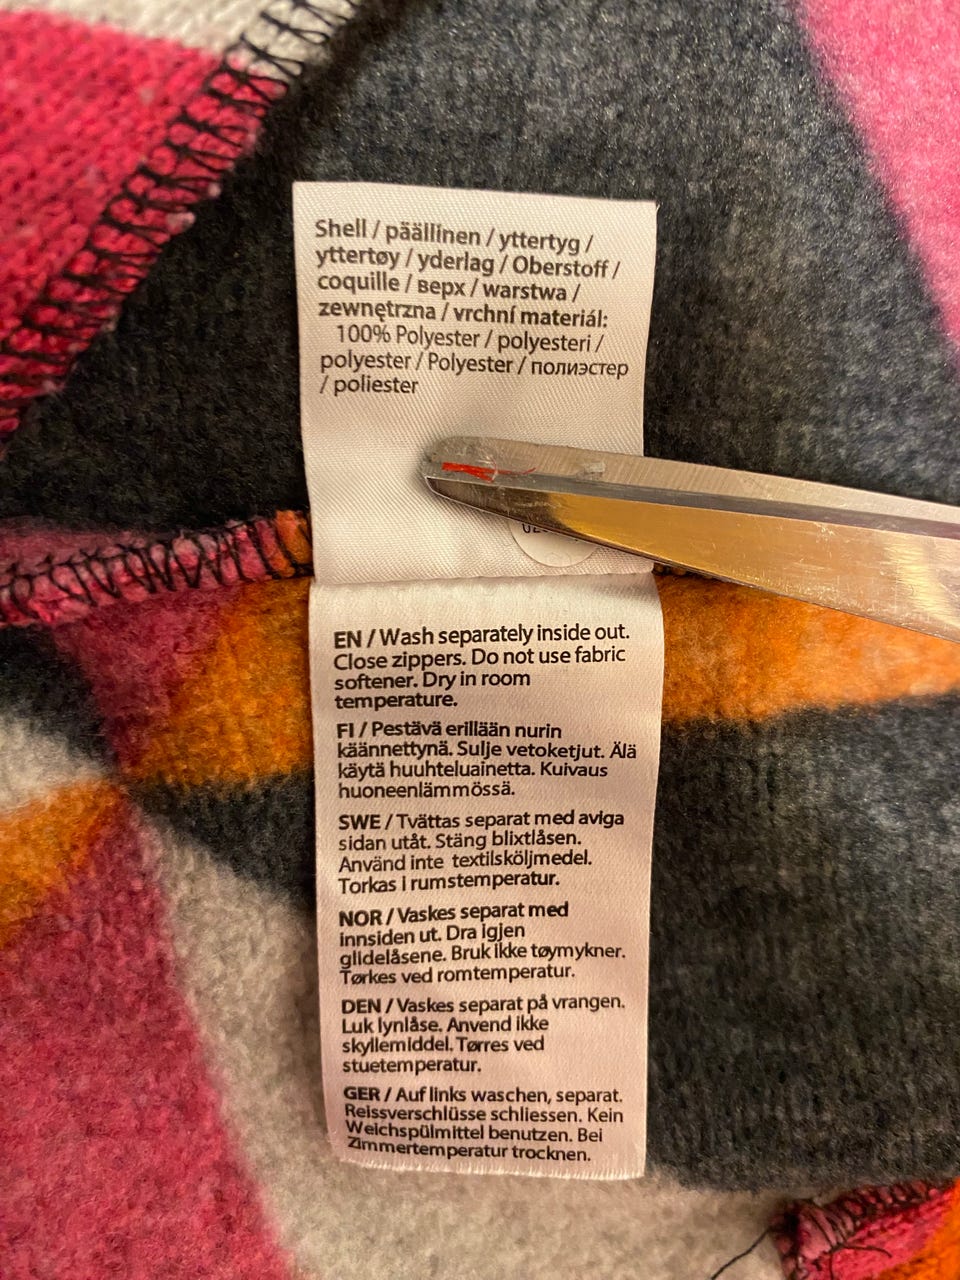 Shell / päällinen / yttertyg /
yttertøy / yderlag / Oberstoff /
coquille / верх / warstwa /
zewnętrzna / vrchní materiál:
100% Polyester / polyesteri /
polyester / Polyester / полиэстер
/ poliester
EN / Wash separately inside out.
Close zippers. Do not use fabric
softener. Dry in room
temperature.
FI / Pestävä erillään nurin
käännettynä. Sulje vetoketjut. Älä
käytä huuhteluainetta. Kuivaus
huoneenlämmössä.
SWE / Tvättas separat med aviga
sidan utåt. Stäng blixtlåsen.
Använd inte textilsköljmedel.
Torkas i rumstemperatur.
NOR / Vaskes separat med
innsiden ut. Dra igjen
glidelåsene. Bruk ikke tøymykner.
Tørkes ved romtemperatur.
DEN / Vaskes separat på vrangen.
Luk lynlåse. Anvend ikke
skyllemiddel. Tørres ved
stuetemperatur.
GER / Auf links waschen, separat.
Reissverschlüsse schliessen. Kein
Weichspülmittel benutzen. Bei
Zimmertemperatur trocknen.